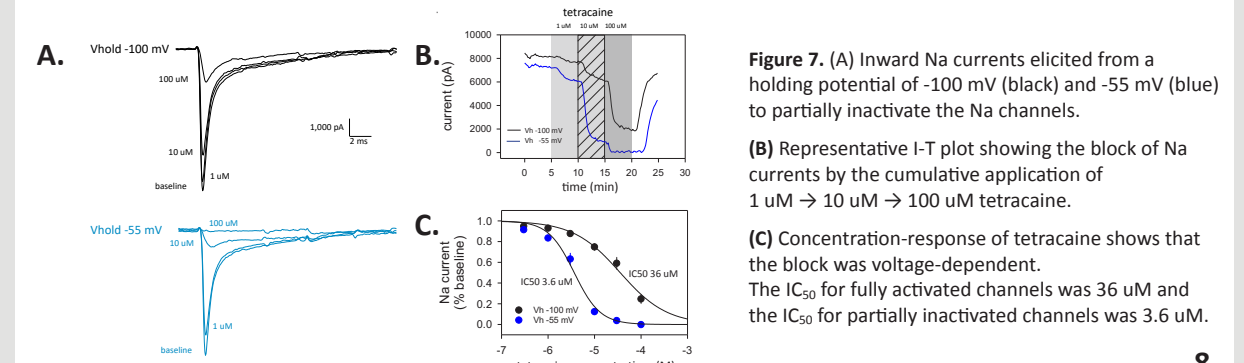 A.
Vhold -100 mV
100 uM
10 uM
1 uM
baseline
1,000 pA
2 ms
Vhold -55 mV
100 uM
10 uM
1 uM
baseline
B.
tetracaine
1 uM 10 uM 100 uM
current (pA)
10000
8000
6000
4000
2000
0
Vh -100 mV
Vh -55 mV
0 5 10 15 20 25 30
time (min)
C.
Na current
(% baseline)
1.0
0.8
0.6
0.4
0.2
0.0
IC50 3.6 uM
IC50 36 uM
Vh -100 mV
Vh -55 mV
-7 -6 -5 -4 -3
Figure 7. (A) Inward Na currents elicited from a
holding potential of -100 mV (black) and -55 mV (blue)
to partially inactivate the Na channels.
(B) Representative I-T plot showing the block of Na
currents by the cumulative application of
1 uM → 10 uM → 100 uM tetracaine.
(C) Concentration-response of tetracaine shows that
the block was voltage-dependent.
The IC₅₀ for fully activated channels was 36 uM and
the IC₅₀ for partially inactivated channels was 3.6 uM.